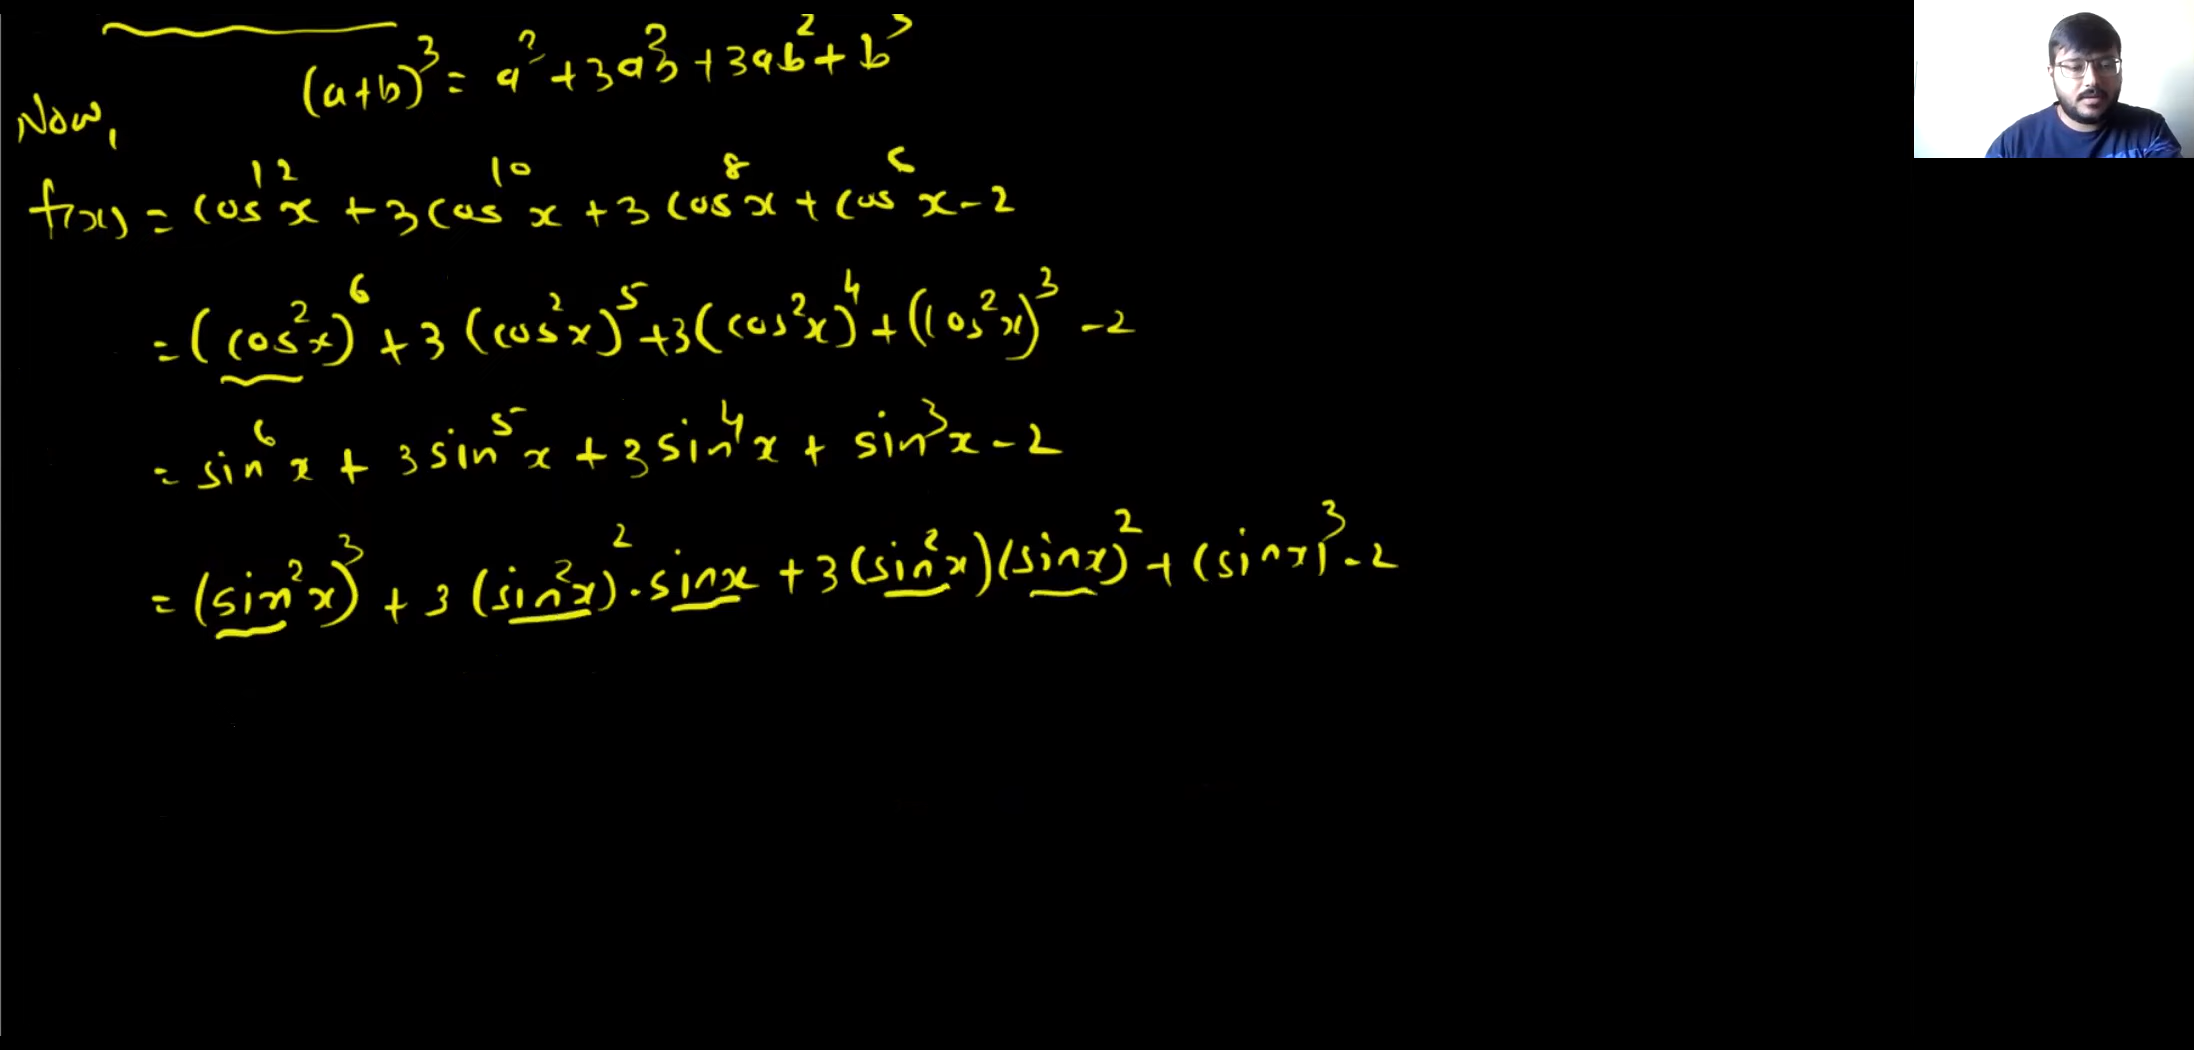 (a+b)³ = a³ + 3a²b + 3ab² + b³
Now,
f(x) = cos¹²x + 3cos¹⁰x + 3cos⁸x + cos⁶x - 2
= (cos²x)⁶ + 3(cos²x)⁵ + 3(cos²x)⁴ + (cos²x)³ - 2
= sin⁶x + 3sin⁵x + 3sin⁴x + sin³x - 2
= (sin²x)³ + 3(sin²x)² · sinx + 3(sin²x)(sinx)² + (sinx)³ - 2